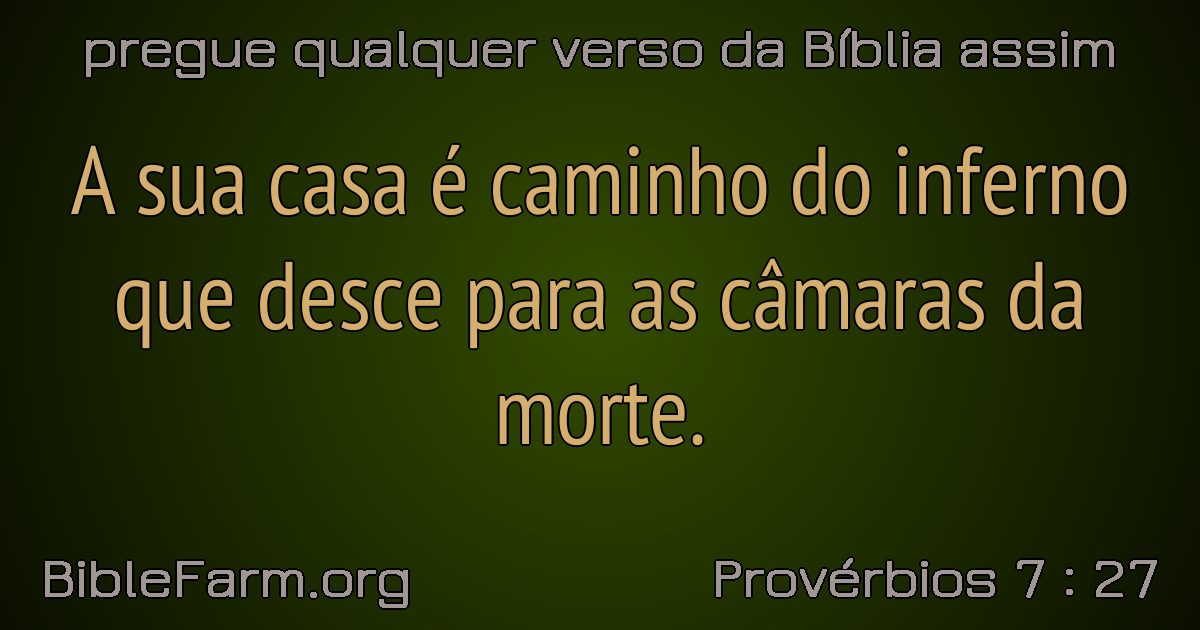 pregue qualquer verso da Bíblia assim
A sua casa é caminho do inferno
que desce para as câmaras da
morte.
BibleFarm.org
Provérbios 7 : 27